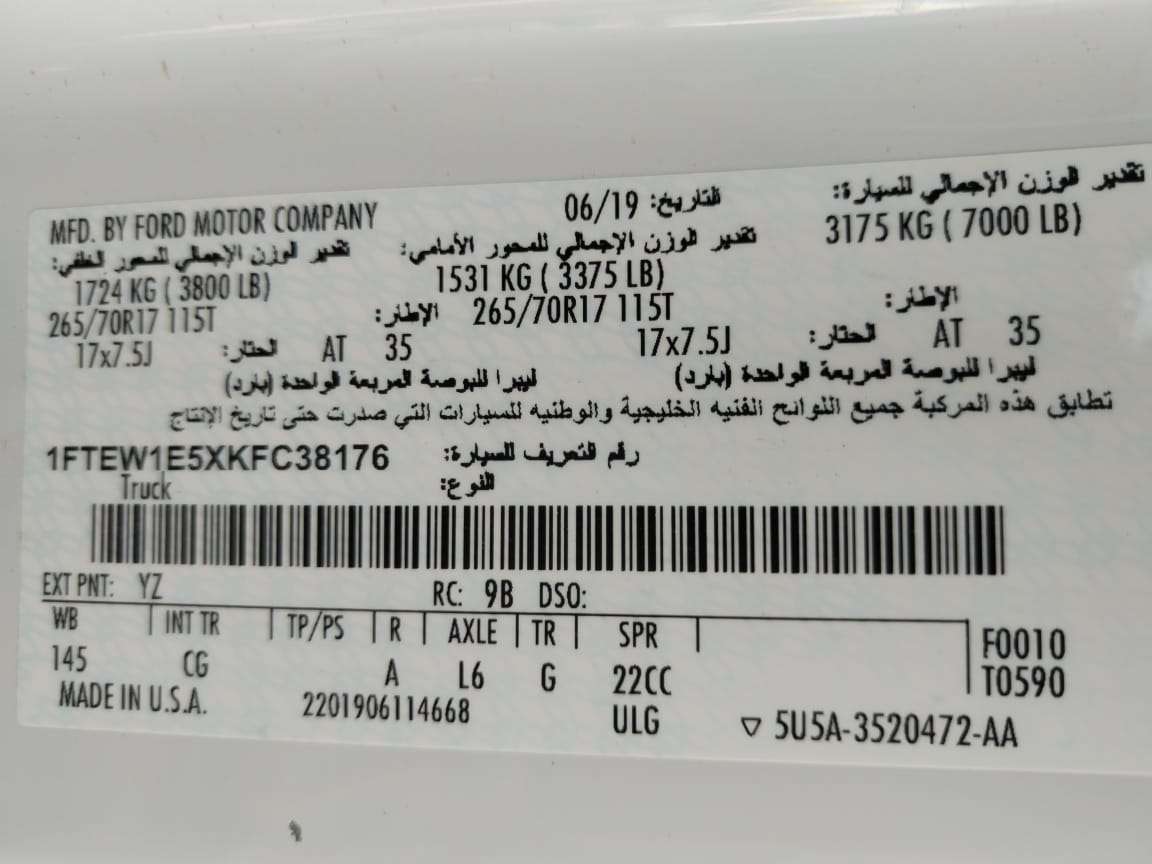 MFD. BY FORD MOTOR COMPANY 06/19 التاريخ: تقدير الوزن الإجمالي للسيارة:
3175 KG ( 7000 LB)
تقدير الوزن الإجمالي للمحور الأمامي: تقدير الوزن الإجمالي للمحور الخلفي:
1724 KG ( 3800 LB) 1531 KG ( 3375 LB)
265/70R17 115T الإطار: 265/70R17 115T الإطار:
17x7.5J الحتار: AT 35 17x7.5J الحتار: AT 35
ليبرا للبوصة المربعة الواحدة (بارد) ليبرا للبوصة المربعة الواحدة (بارد)
تطابق هذه المركبة جميع اللوائح الفنيه الخليجية والوطنيه للسيارات التي صدرت حتى تاريخ الإنتاج
1FTEW1E5XKFC38176 رقم التعريف للسيارة:
Truck النوع:
EXT PNT: YZ RC: 9B DSO:
WB INT TR TP/PS R AXLE TR SPR F0010
145 CG A L6 G 22CC T0590
MADE IN U.S.A. 2201906114668 ULG ▽ 5U5A-3520472-AA